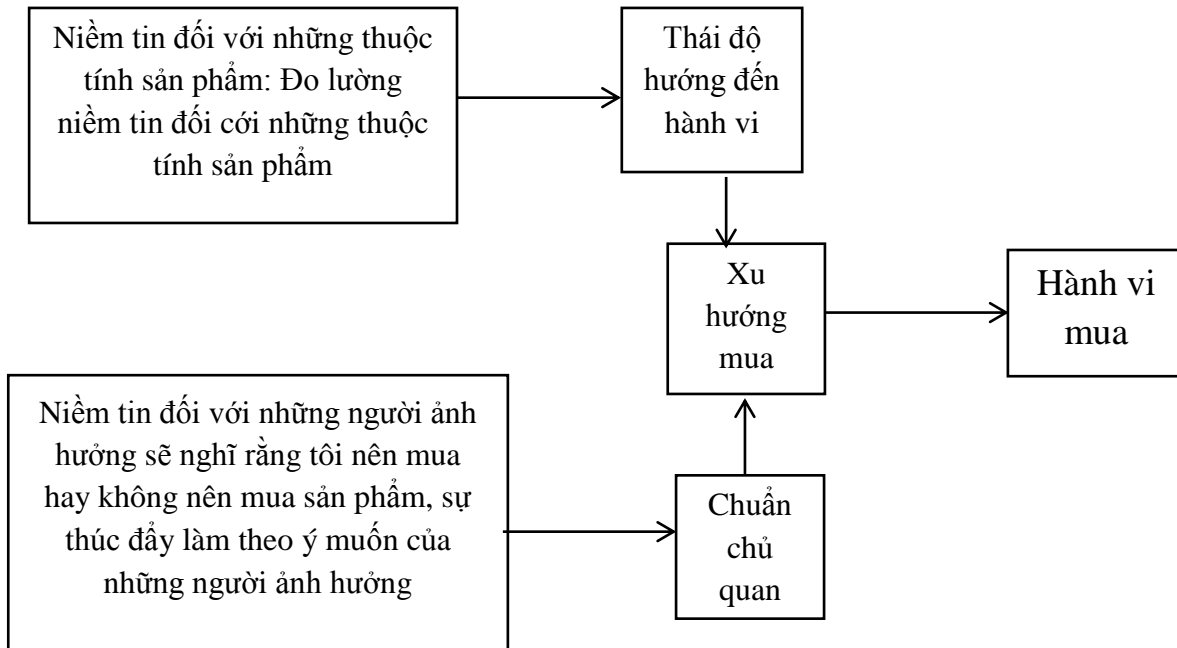 Niềm tin đối với những thuộc
tính sản phẩm: Đo lường
niềm tin đối cới những thuộc
tính sản phẩm
Thái độ
hướng đến
hành vi
Xu
hướng
mua
Hành vi
mua
Niềm tin đối với những người ảnh
hưởng sẽ nghĩ rằng tôi nên mua
hay không nên mua sản phẩm, sự
thúc đẩy làm theo ý muốn của
những người ảnh hưởng
Chuẩn
chủ
quan